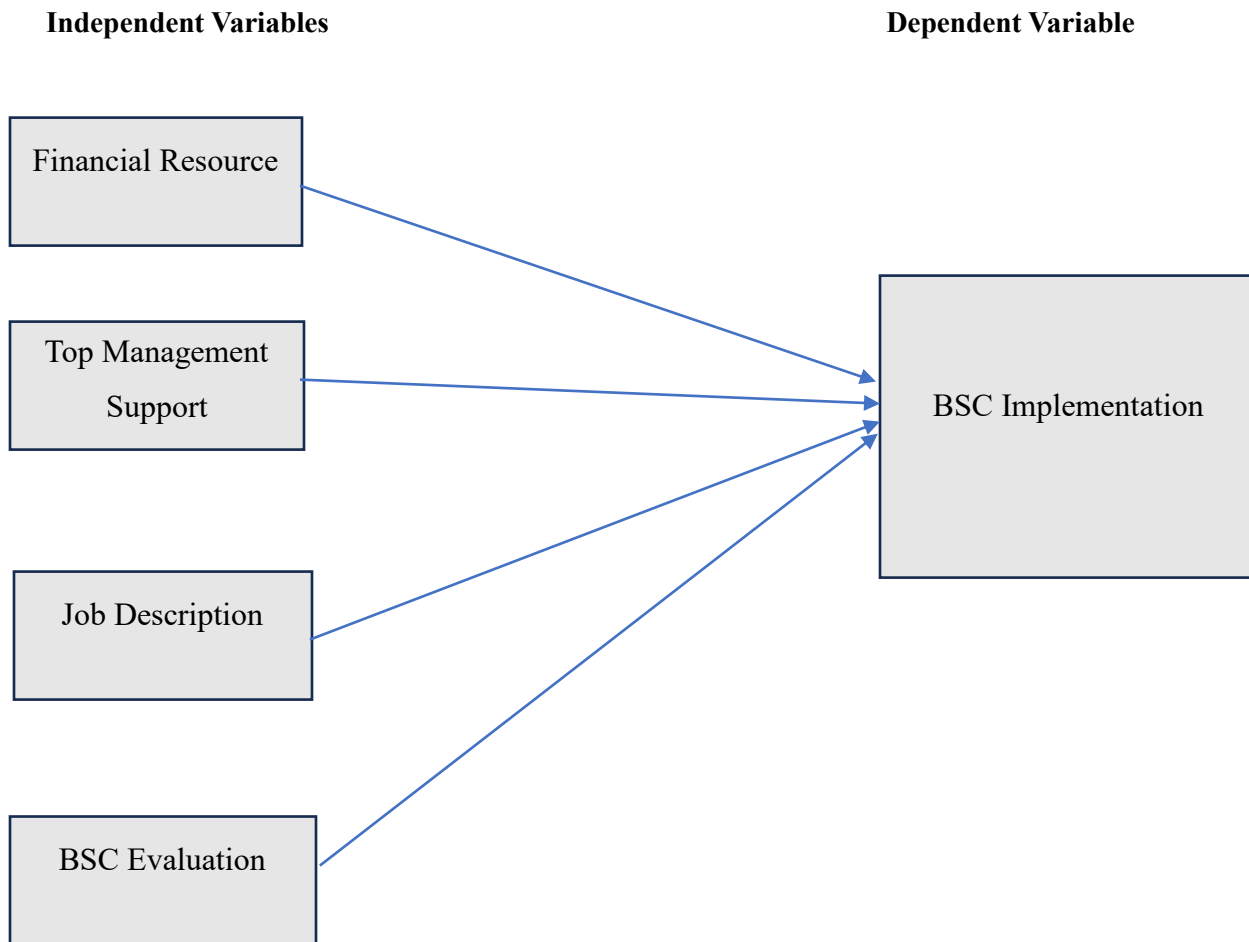 Independent Variables
Dependent Variable
Financial Resource
Top Management
Support
BSC Implementation
Job Description
BSC Evaluation